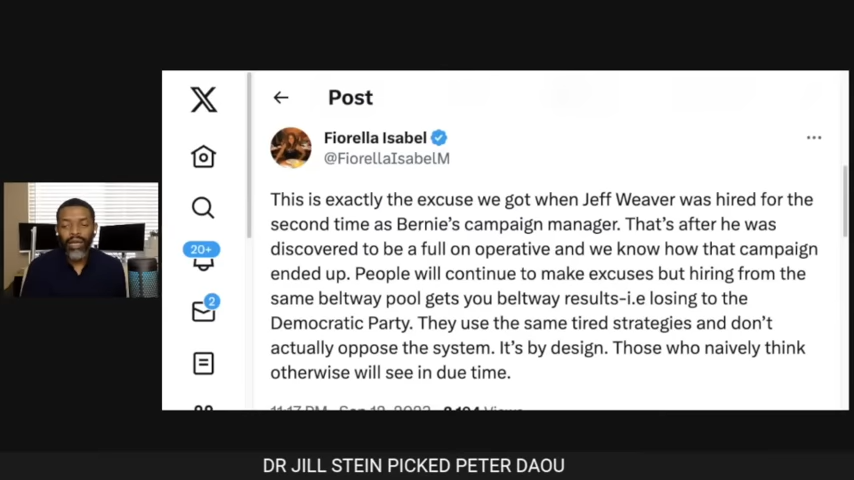 Post
Fiorella Isabel
@FiorellaIsabelM
This is exactly the excuse we got when Jeff Weaver was hired for the
second time as Bernie's campaign manager. That's after he was
discovered to be a full on operative and we know how that campaign
ended up. People will continue to make excuses but hiring from the
same beltway pool gets you beltway results-i.e losing to the
Democratic Party. They use the same tired strategies and don't
actually oppose the system. It's by design. Those who naively think
otherwise will see in due time.
20+
2
DR JILL STEIN PICKED PETER DAOU